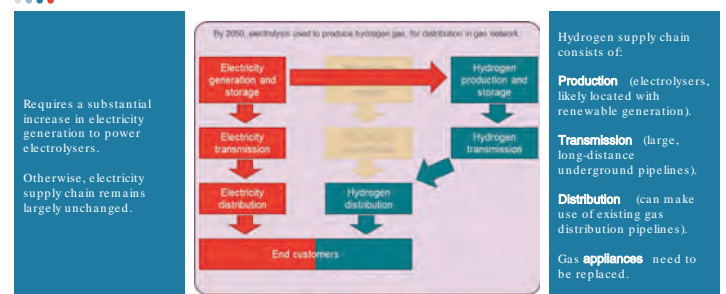 Requires a substantial
increase in electricity
generation to power
electrolysers.
Otherwise, electricity
supply chain remains
largely unchanged.
By 2050, electrolysis used to produce hydrogen gas, for distribution in gas network.
Electricity
generation and
storage
Hydrogen
production and
storage
Electricity
transmission
Hydrogen
transmission
Electricity
distribution
Hydrogen
distribution
End customers
Hydrogen supply chain
consists of:
Production (electrolysers,
likely located with
renewable generation).
Transmission (large,
long-distance
underground pipelines).
Distribution (can make
use of existing gas
distribution pipelines).
Gas appliances need to
be replaced.